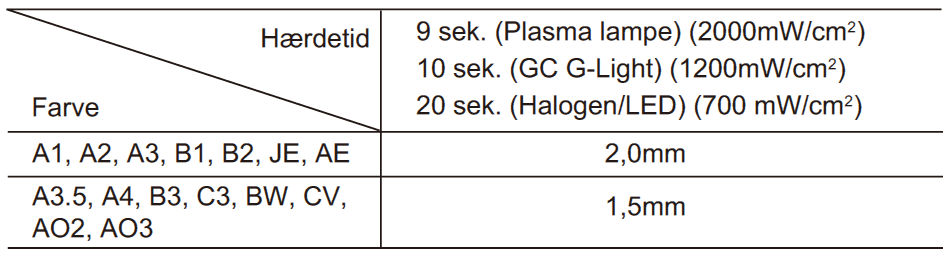 Hærdetid
Farve
9 sek. (Plasma lampe) (2000mW/cm²)
10 sek. (GC G-Light) (1200mW/cm²)
20 sek. (Halogen/LED) (700 mW/cm²)
A1, A2, A3, B1, B2, JE, AE
2,0mm
A3.5, A4, B3, C3, BW, CV,
AO2, AO3
1,5mm